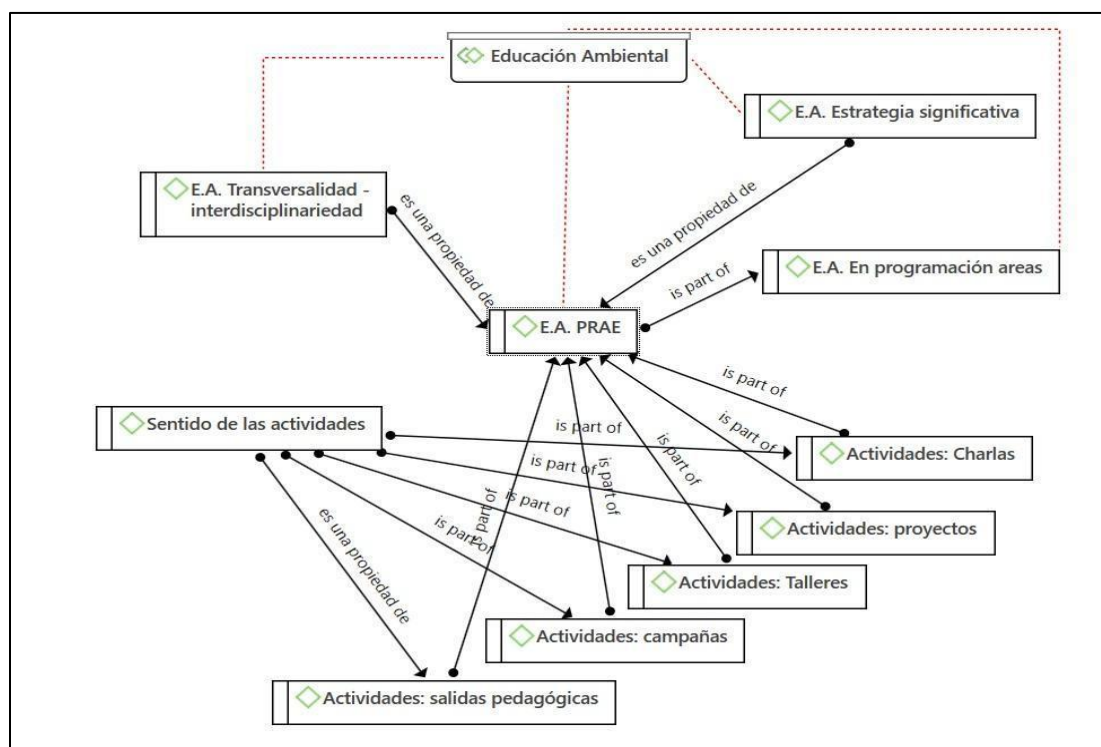 Educación Ambiental
E.A. Estrategia significativa
E.A. Transversalidad -
interdisciplinariedad
es una propiedad de
es una propiedad de
E.A. En programación areas
is part of
E.A. PRAE
is part of
Sentido de las actividades
is part of
is part of
is part of
Actividades: Charlas
is part of
is part of
is part of
is part of
Actividades: proyectos
es una propiedad de
is part of
is part of
Actividades: Talleres
Actividades: campañas
Actividades: salidas pedagógicas